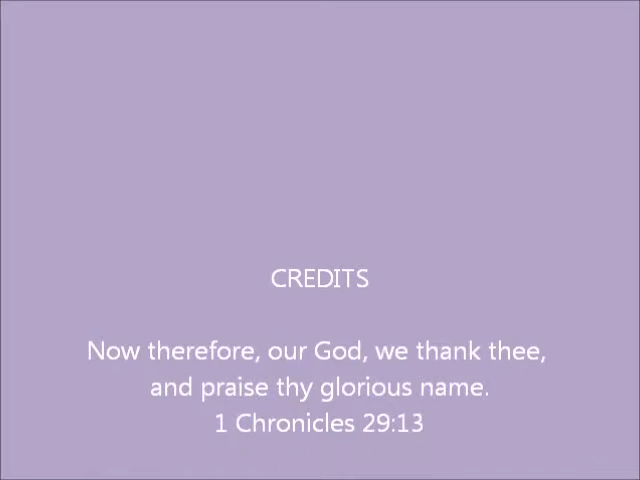 CREDITS
Now therefore, our God, we thank thee,
and praise thy glorious name.
1 Chronicles 29:13